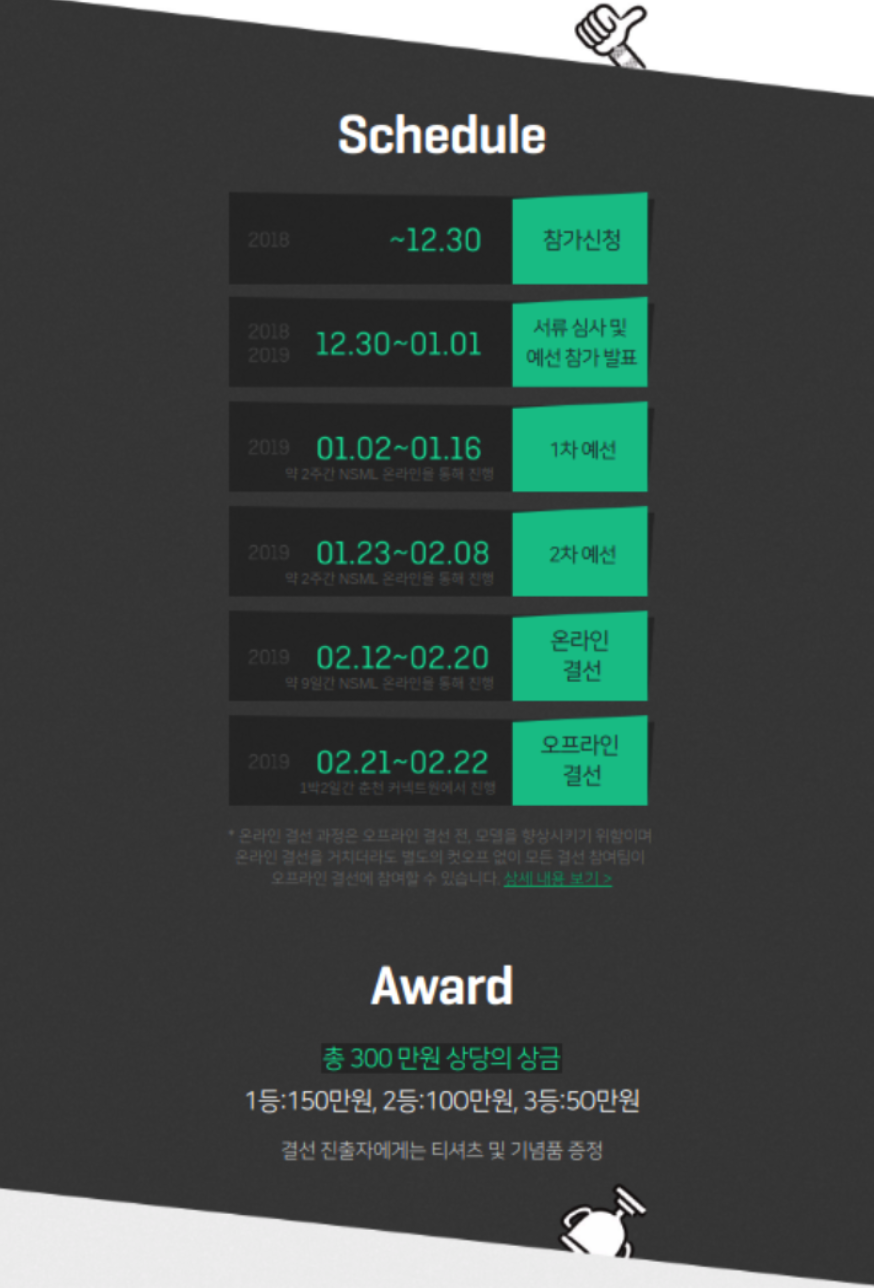 Schedule
2018
~12.30
참가신청
2018
2019
12.30~01.01
서류 심사 및
예선 참가 발표
2019
01.02~01.16
약 2주간 NSML 온라인을 통해 진행
1차 예선
2019
01.23~02.08
약 2주간 NSML 온라인을 통해 진행
2차 예선
2019
02.12~02.20
약 9일간 NSML 온라인을 통해 진행
온라인
결선
2019
02.21~02.22
1박2일간 춘천 커넥트원에서 진행
오프라인
결선
* 온라인 결선 과정은 오프라인 결선 전, 모델을 향상시키기 위함이며
온라인 결선을 거치더라도 별도의 컷오프 없이 모든 결선 참여팀이
오프라인 결선에 참여할 수 있습니다. 상세 내용 보기 >
Award
총 300 만원 상당의 상금
1등:150만원, 2등:100만원, 3등:50만원
결선 진출자에게는 티셔츠 및 기념품 증정